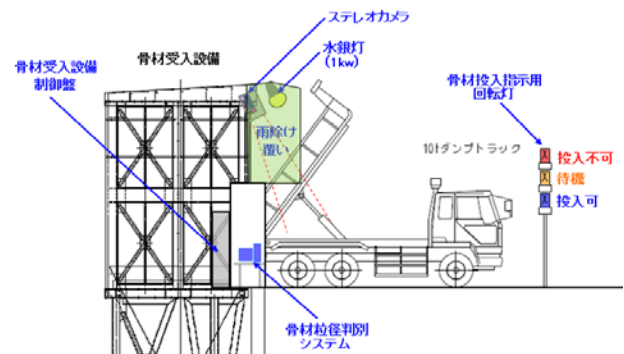 ステレオカメラ
骨材受入設備
水銀灯
(1kw)
骨材受入設備
制御盤
骨材投入指示用
回転灯
雨除け
覆い
10tダンプトラック
投入不可
待機
投入可
骨材粒径判別
システム